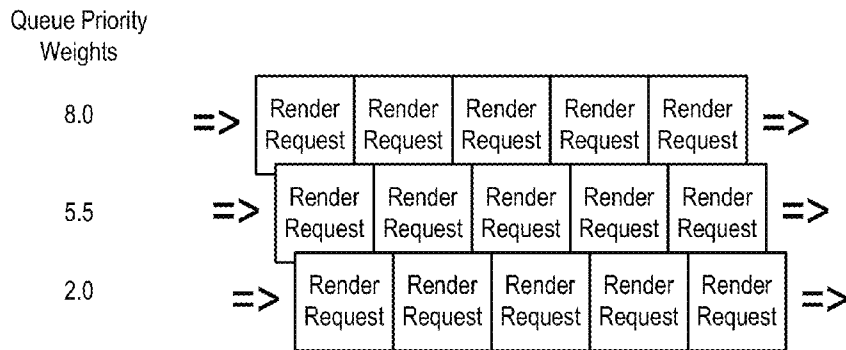 Queue Priority
Weights
8.0
=> Render Render Render Render Render =>
Request Request Request Request Request
5.5
=> Render Render Render Render Render =>
Request Request Request Request Request
2.0
=> Render Render Render Render Render =>
Request Request Request Request Request